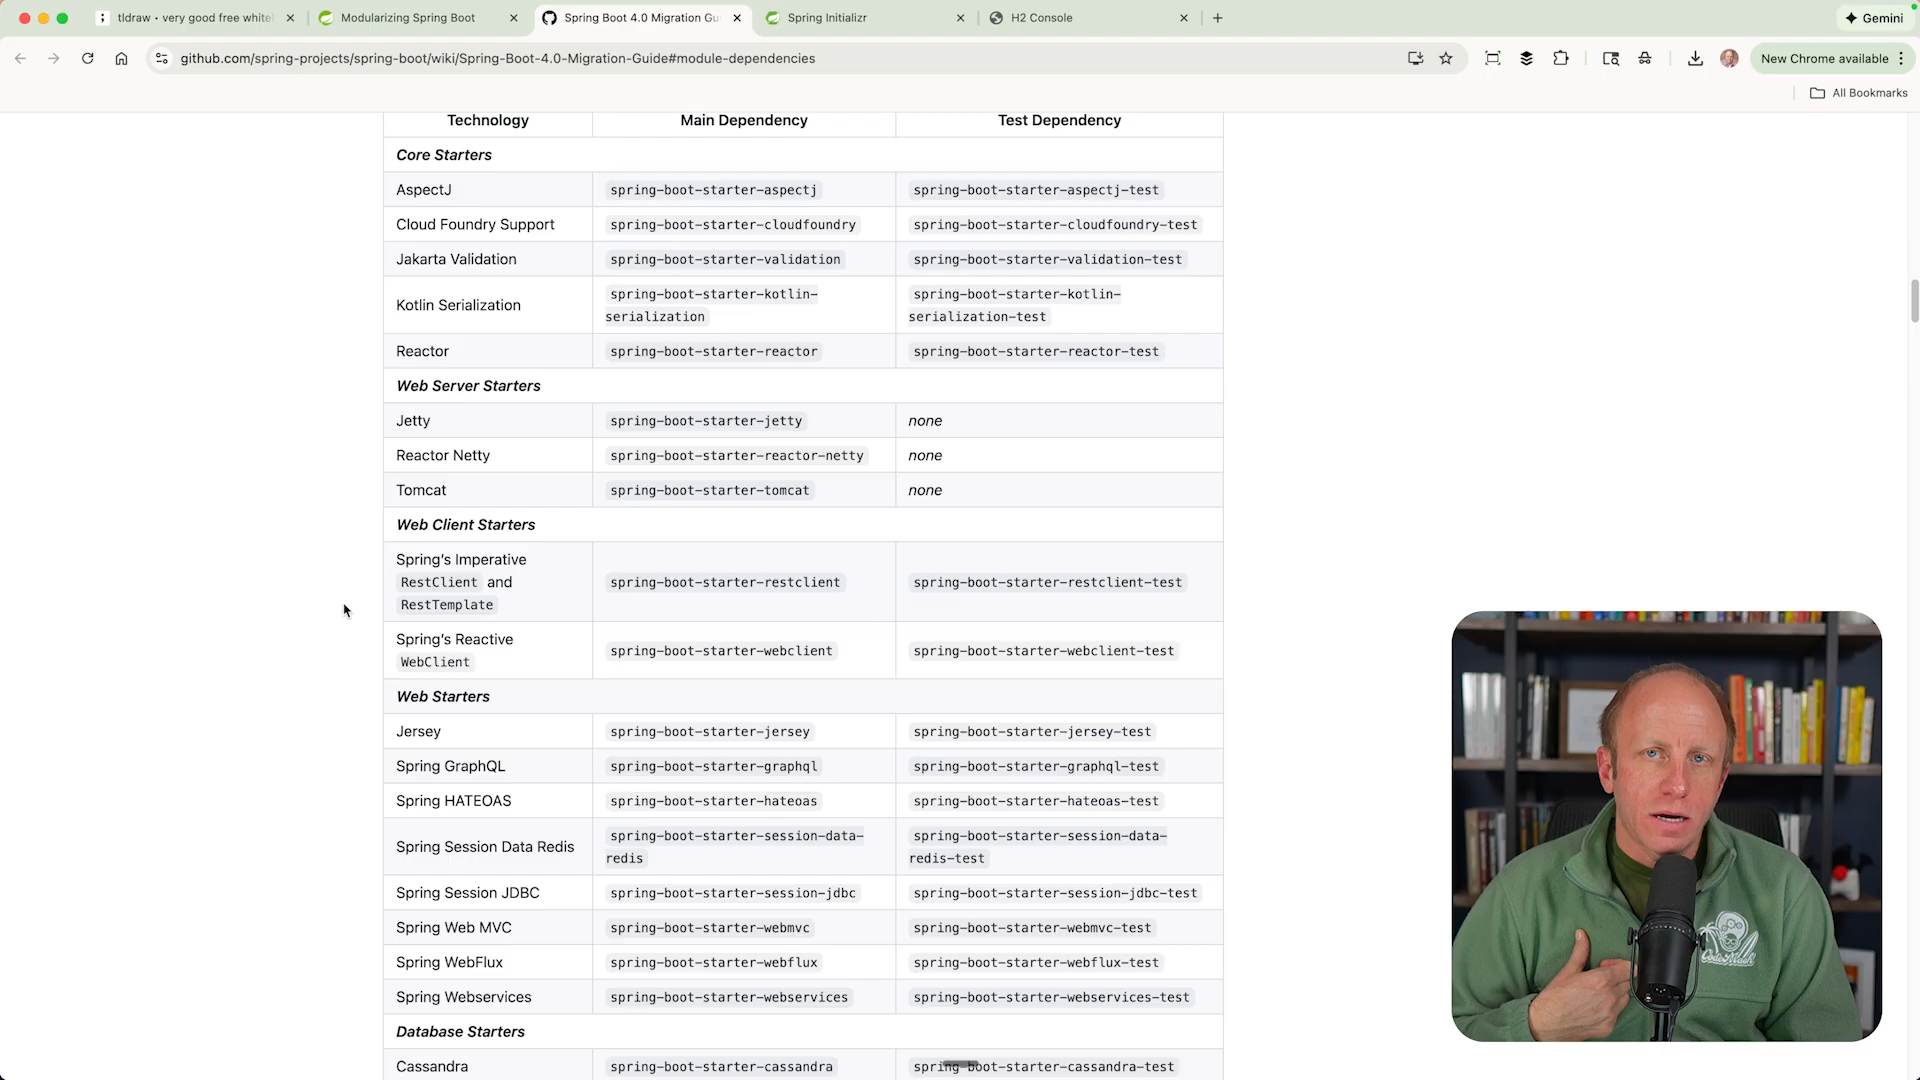 tldraw • very good free white
Modularizing Spring Boot
Spring Boot 4.0 Migration Gu
Spring Initializr
H2 Console
Gemini
github.com/spring-projects/spring-boot/wiki/Spring-Boot-4.0-Migration-Guide#module-dependencies
New Chrome available
All Bookmarks
Technology Main Dependency Test Dependency
Core Starters
AspectJ spring-boot-starter-aspectj spring-boot-starter-aspectj-test
Cloud Foundry Support spring-boot-starter-cloudfoundry spring-boot-starter-cloudfoundry-test
Jakarta Validation spring-boot-starter-validation spring-boot-starter-validation-test
Kotlin Serialization spring-boot-starter-kotlin- spring-boot-starter-kotlin-
serialization serialization-test
Reactor spring-boot-starter-reactor spring-boot-starter-reactor-test
Web Server Starters
Jetty spring-boot-starter-jetty none
Reactor Netty spring-boot-starter-reactor-netty none
Tomcat spring-boot-starter-tomcat none
Web Client Starters
Spring's Imperative
RestClient and spring-boot-starter-restclient spring-boot-starter-restclient-test
RestTemplate
Spring's Reactive
WebClient spring-boot-starter-webclient spring-boot-starter-webclient-test
Web Starters
Jersey spring-boot-starter-jersey spring-boot-starter-jersey-test
Spring GraphQL spring-boot-starter-graphql spring-boot-starter-graphql-test
Spring HATEOAS spring-boot-starter-hateoas spring-boot-starter-hateoas-test
Spring Session Data Redis spring-boot-starter-session-data- spring-boot-starter-session-data-
redis redis-test
Spring Session JDBC spring-boot-starter-session-jdbc spring-boot-starter-session-jdbc-test
Spring Web MVC spring-boot-starter-webmvc spring-boot-starter-webmvc-test
Spring WebFlux spring-boot-starter-webflux spring-boot-starter-webflux-test
Spring Webservices spring-boot-starter-webservices spring-boot-starter-webservices-test
Database Starters
Cassandra spring-boot-starter-cassandra spring-boot-starter-cassandra-test
CodeMash